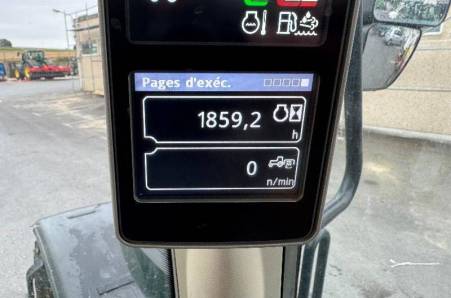 Pages d'exéc.
1859,2
h
0
n/min